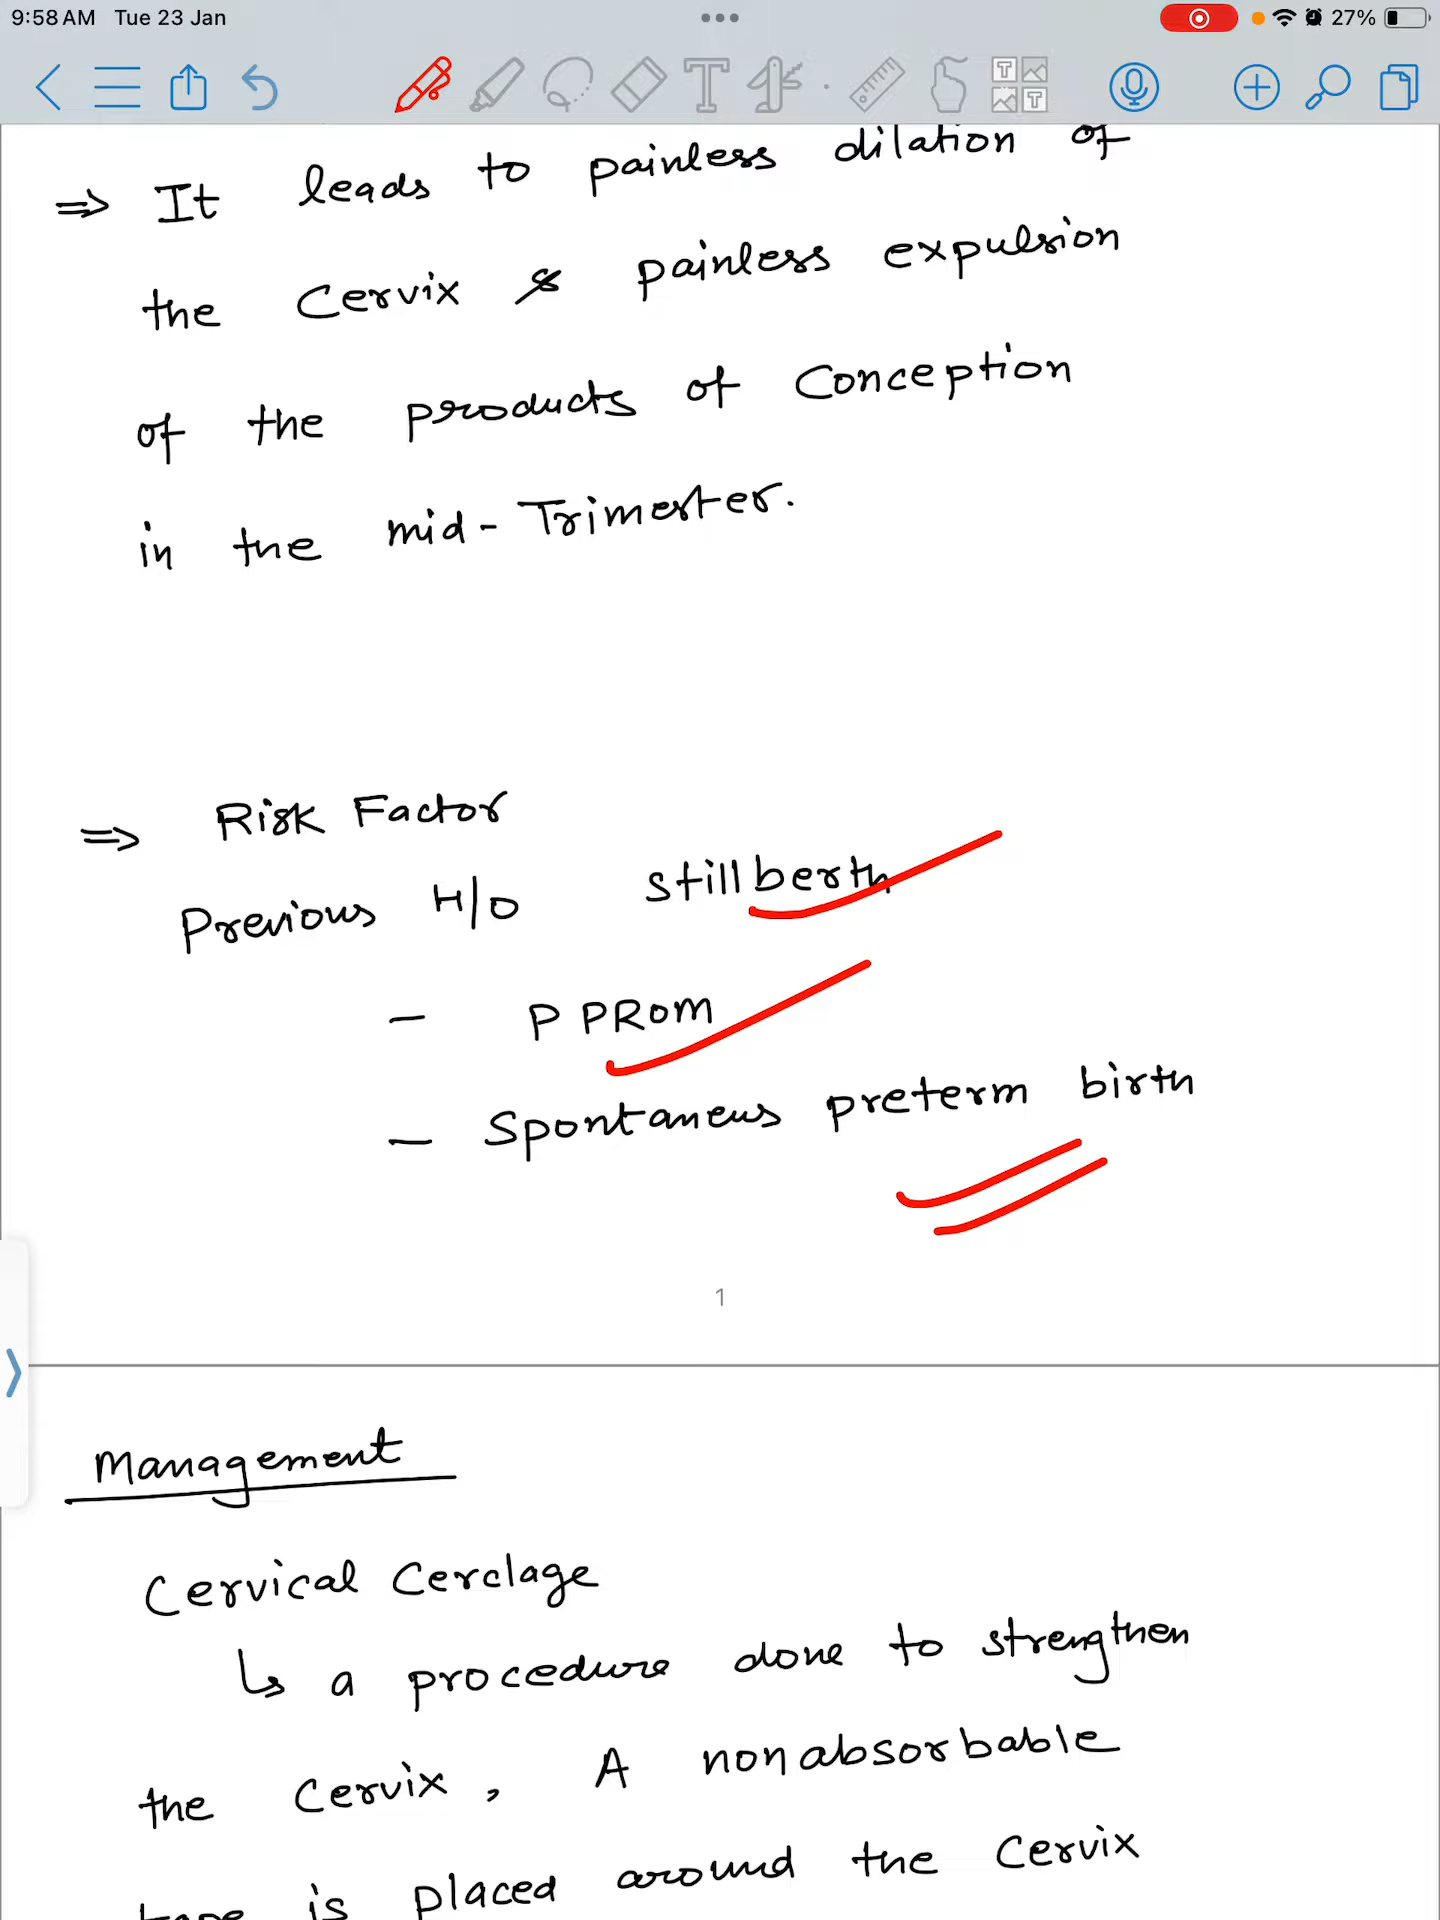 9:58 AM Tue 23 Jan 27%
⇒ It leads to painless dilation of
the Cervix & painless expulsion
of the products of Conception
in the mid-Trimester.
⇒ Risk Factor
Previous H/O stillberth
- PPROM
- Spontaneus preterm birth
1
Management
Cervical Cerclage
↳ a procedure done to strengthen
the Cervix, A nonabsorbable
tape is placed around the Cervix